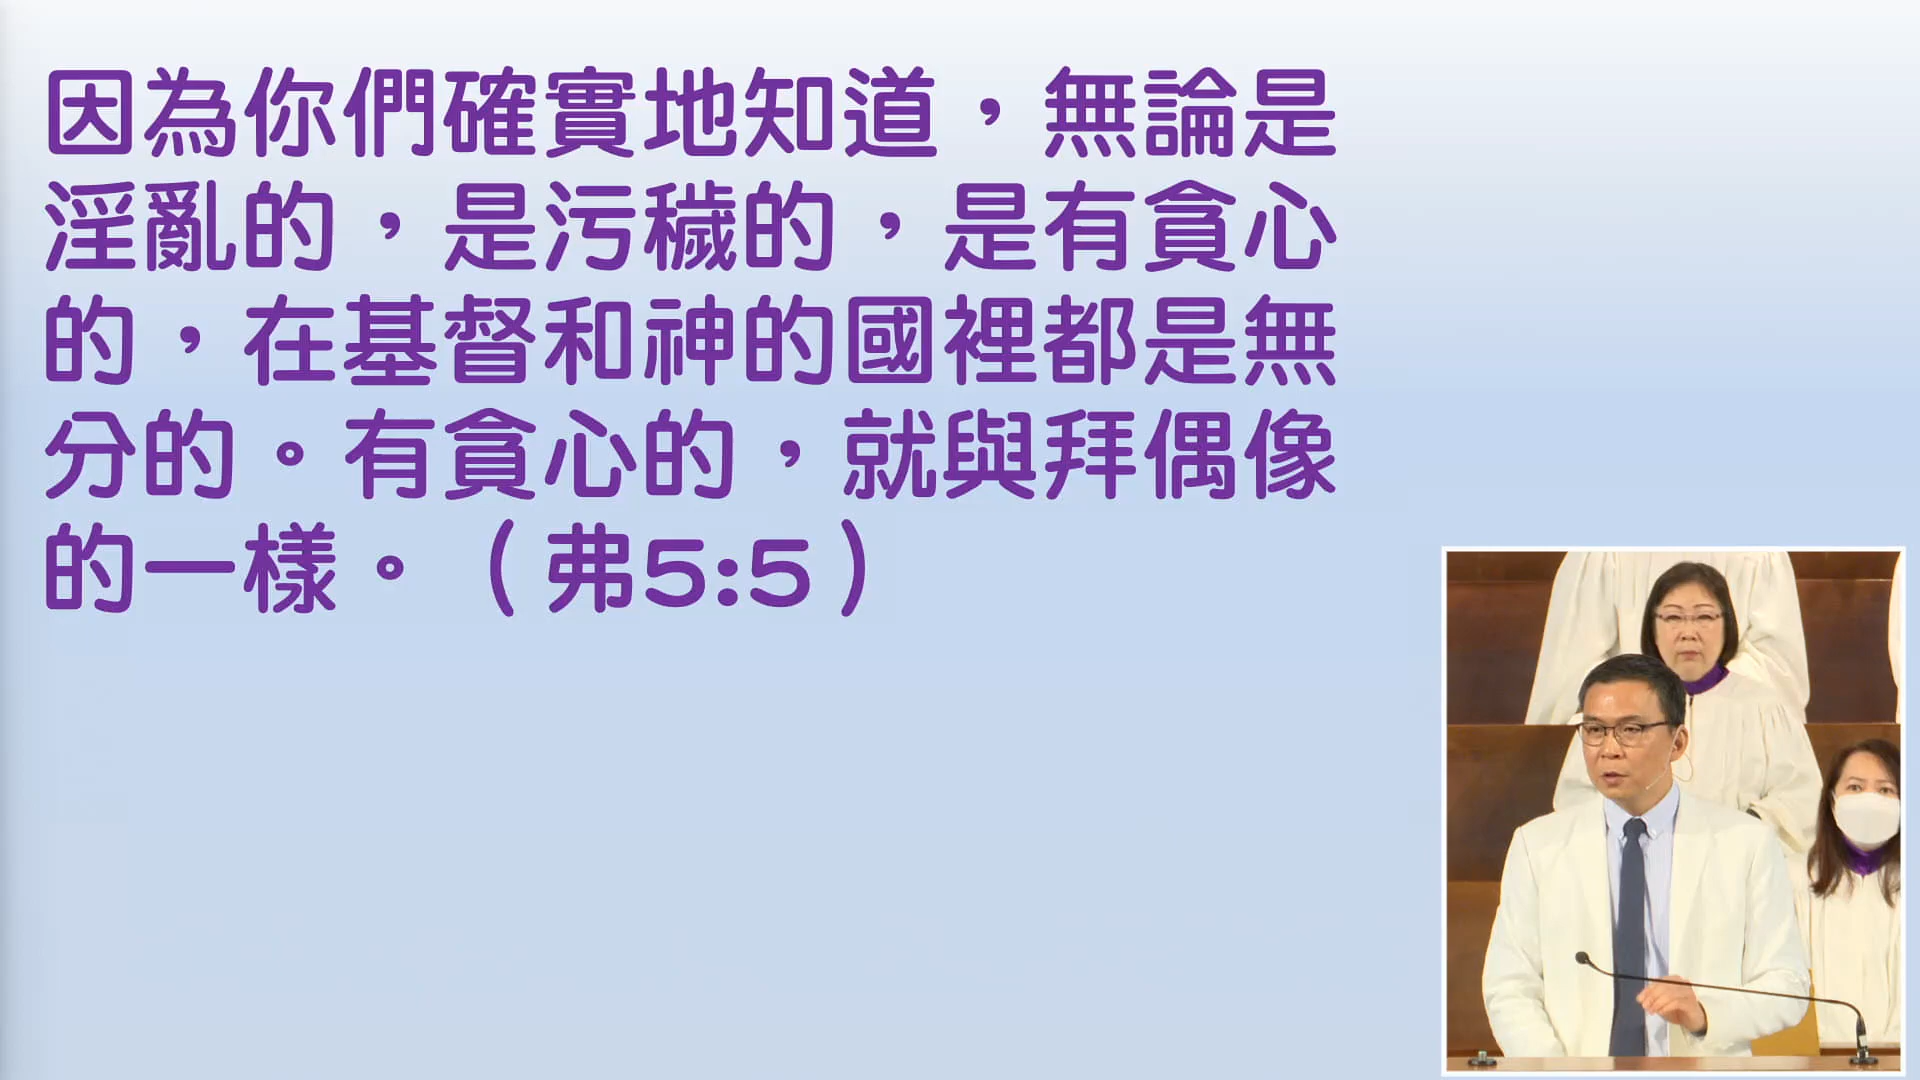 因為你們確實地知道，無論是
淫亂的，是污穢的，是有貪心
的，在基督和神的國裡都是無
分的。有貪心的，就與拜偶像
的一樣。（弗5:5）